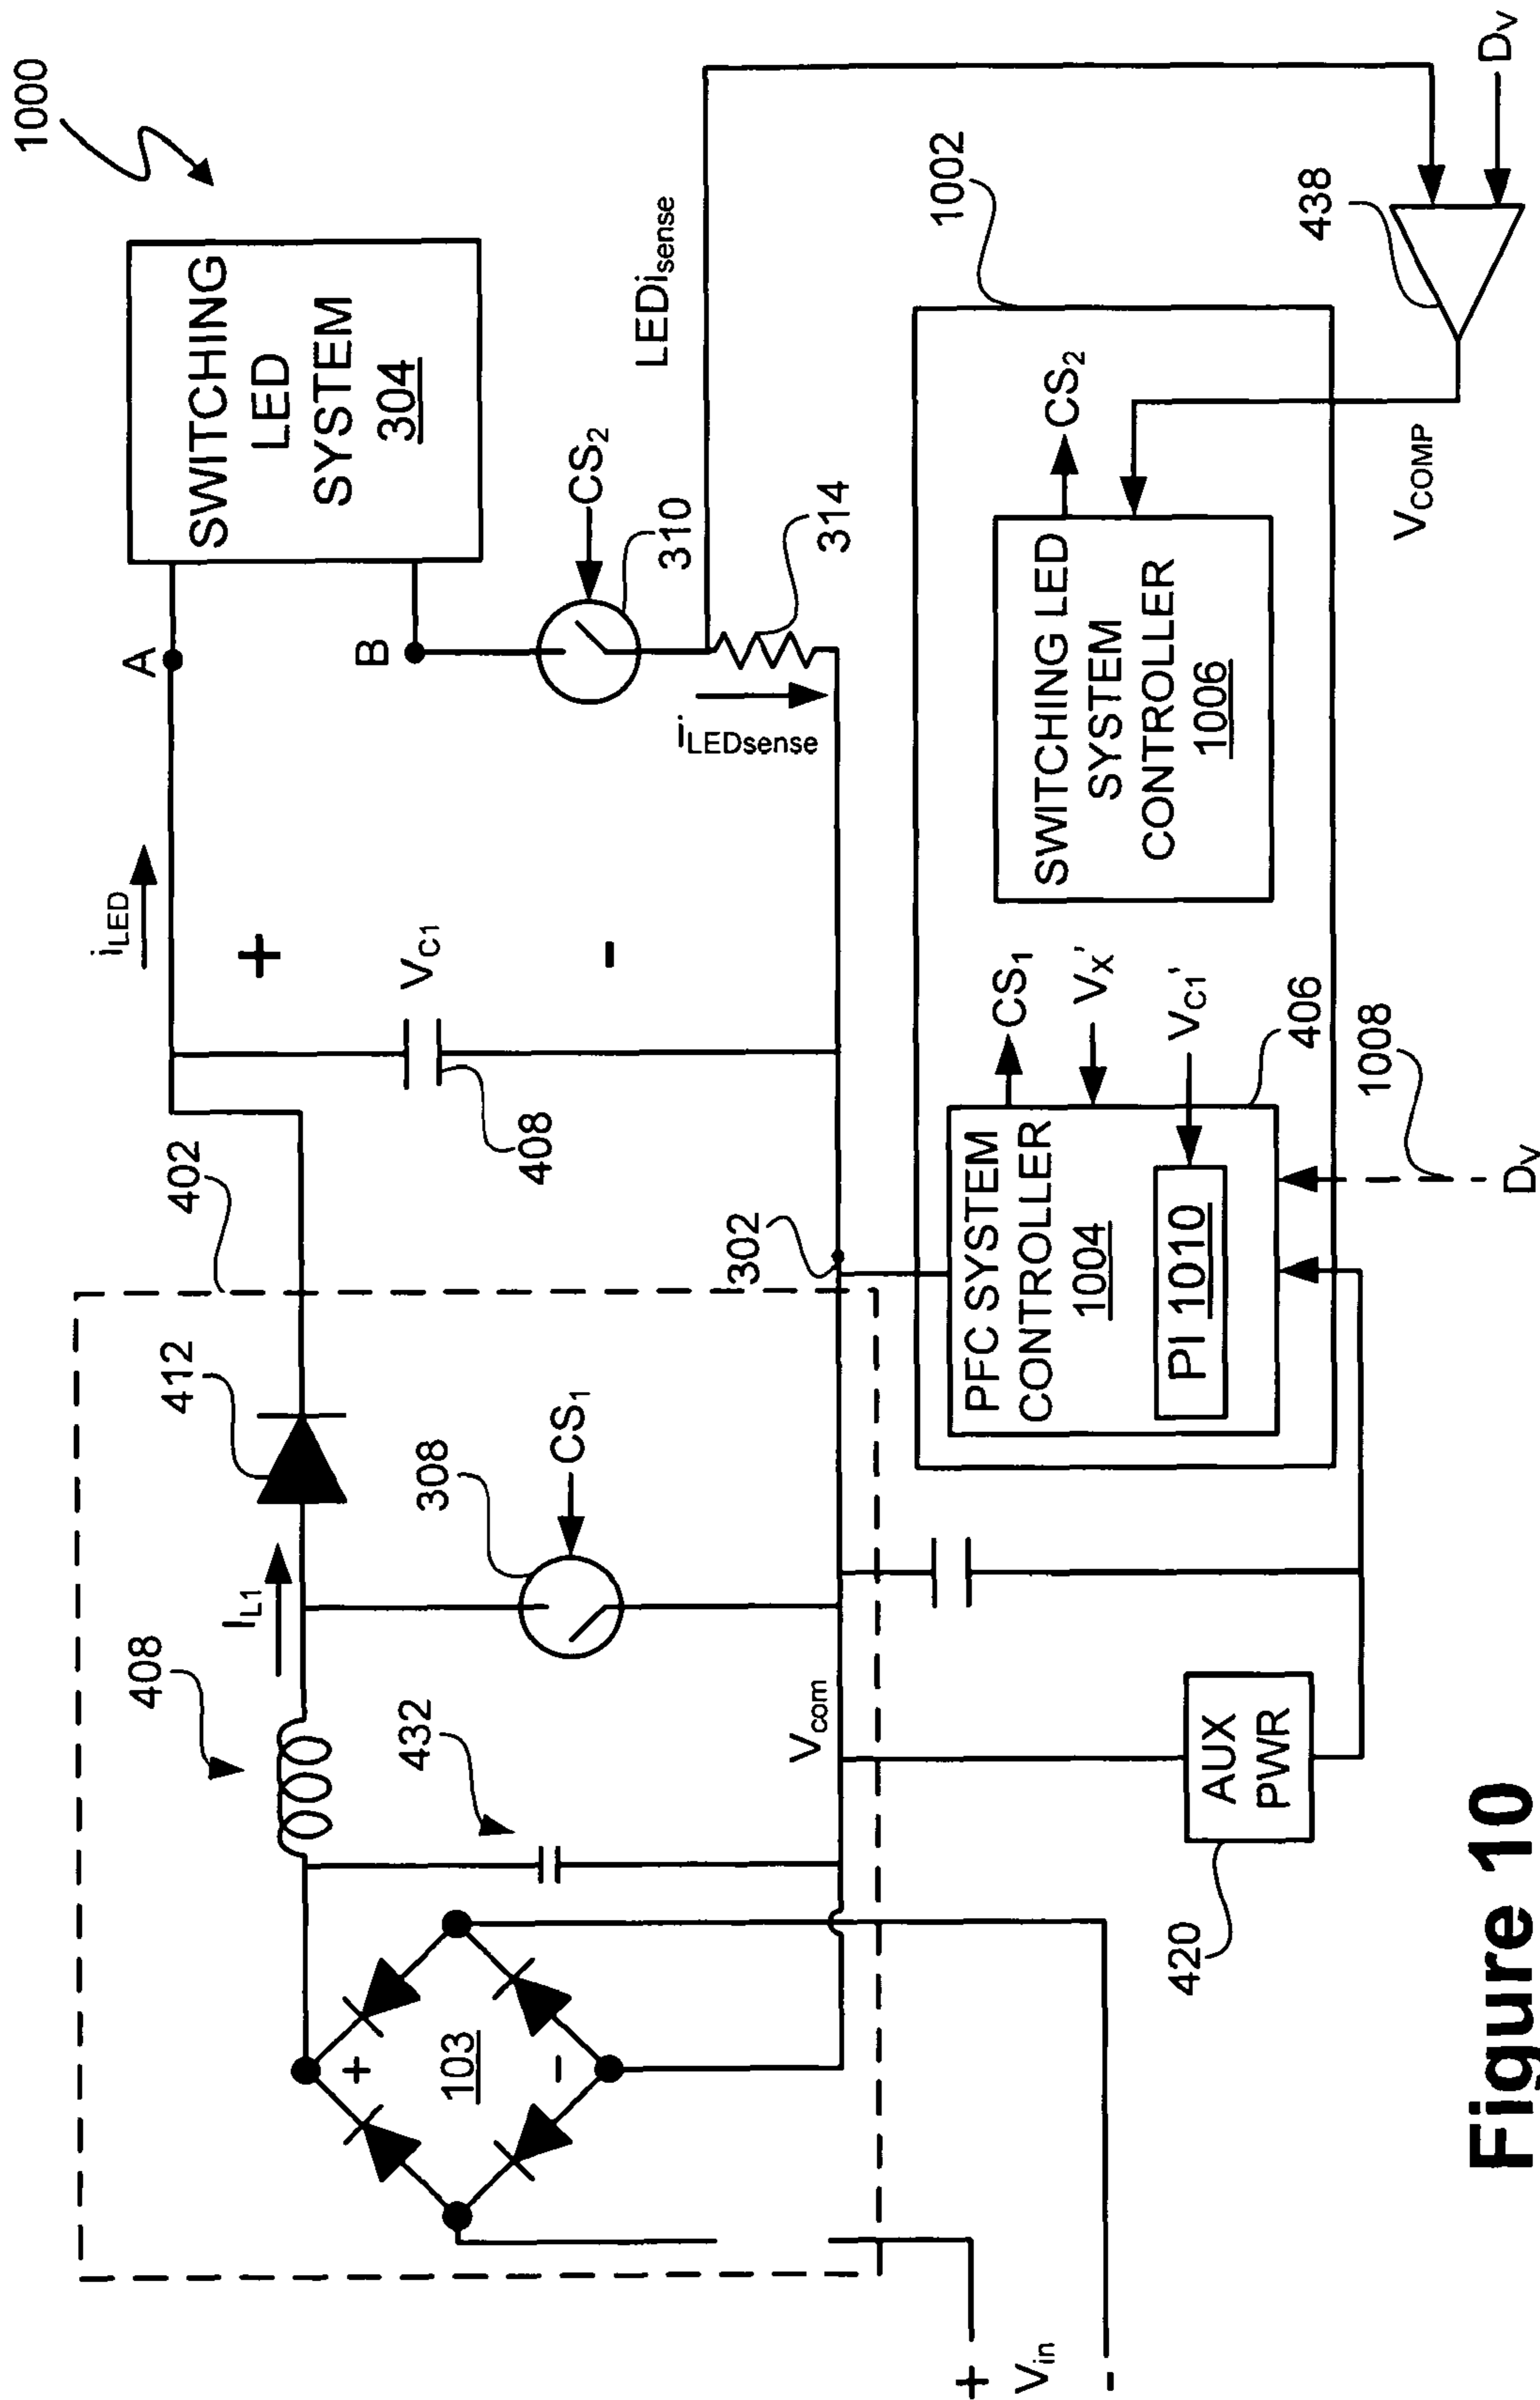 1000
402
412
408
I_L1
432
308
CS_1
103
+
-
V_com
+
V_in
-
i_LED
+
V_C1
-
408
A
B
SWITCHING
LED
SYSTEM
304
CS_2
310
314
i_LEDsense
LEDi_sense
302
1002
PFC SYSTEM
CONTROLLER
1004
PI 1010
CS_1
V_X'
V_C1'
406
1008
D_V
SWITCHING LED
SYSTEM
CONTROLLER
1006
CS_2
V_COMP
438
D_V
AUX
PWR
420
Figure 10